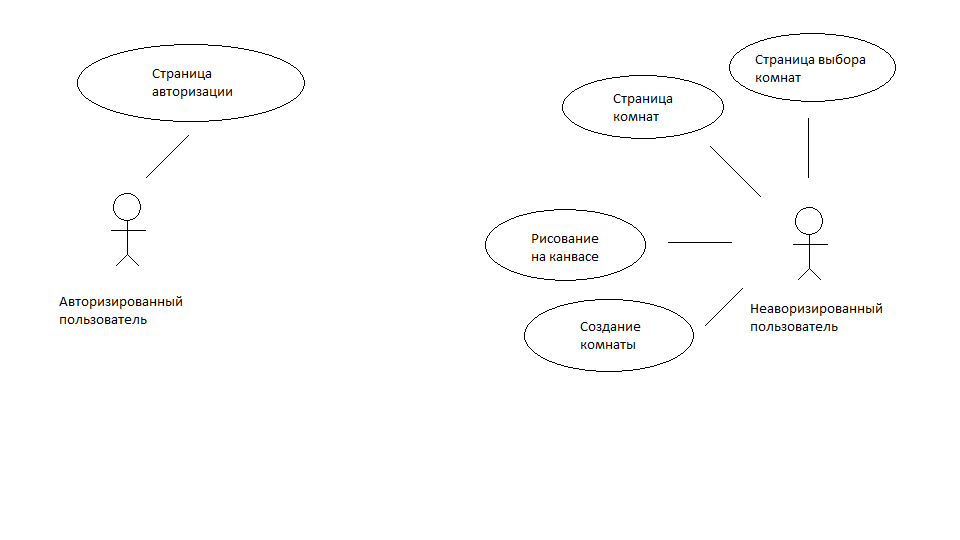 Страница
авторизации
Авторизированный
пользователь
Страница выбора
комнат
Страница
комнат
Рисование
на канвасе
Создание
комнаты
Неаворизированный
пользователь